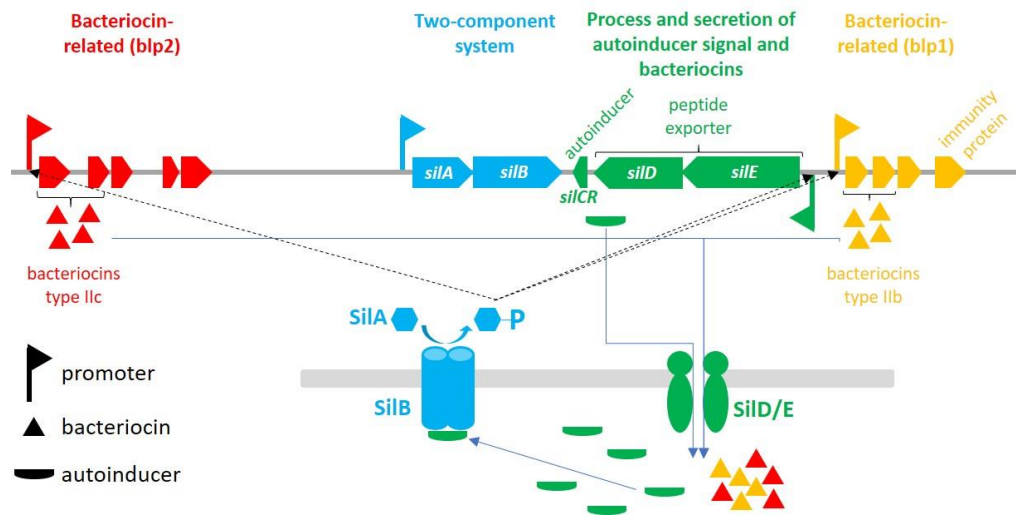 Bacteriocin-
related (blp2)
Two-component
system
Process and secretion of
autoinducer signal and
bacteriocins
Bacteriocin-
related (blp1)
autoinducer
peptide
exporter
immunity
protein
silA
silB
silCR
silD
silE
bacteriocins
type IIc
bacteriocins
type IIb
SilA
P
SilB
SilD/E
promoter
bacteriocin
autoinducer